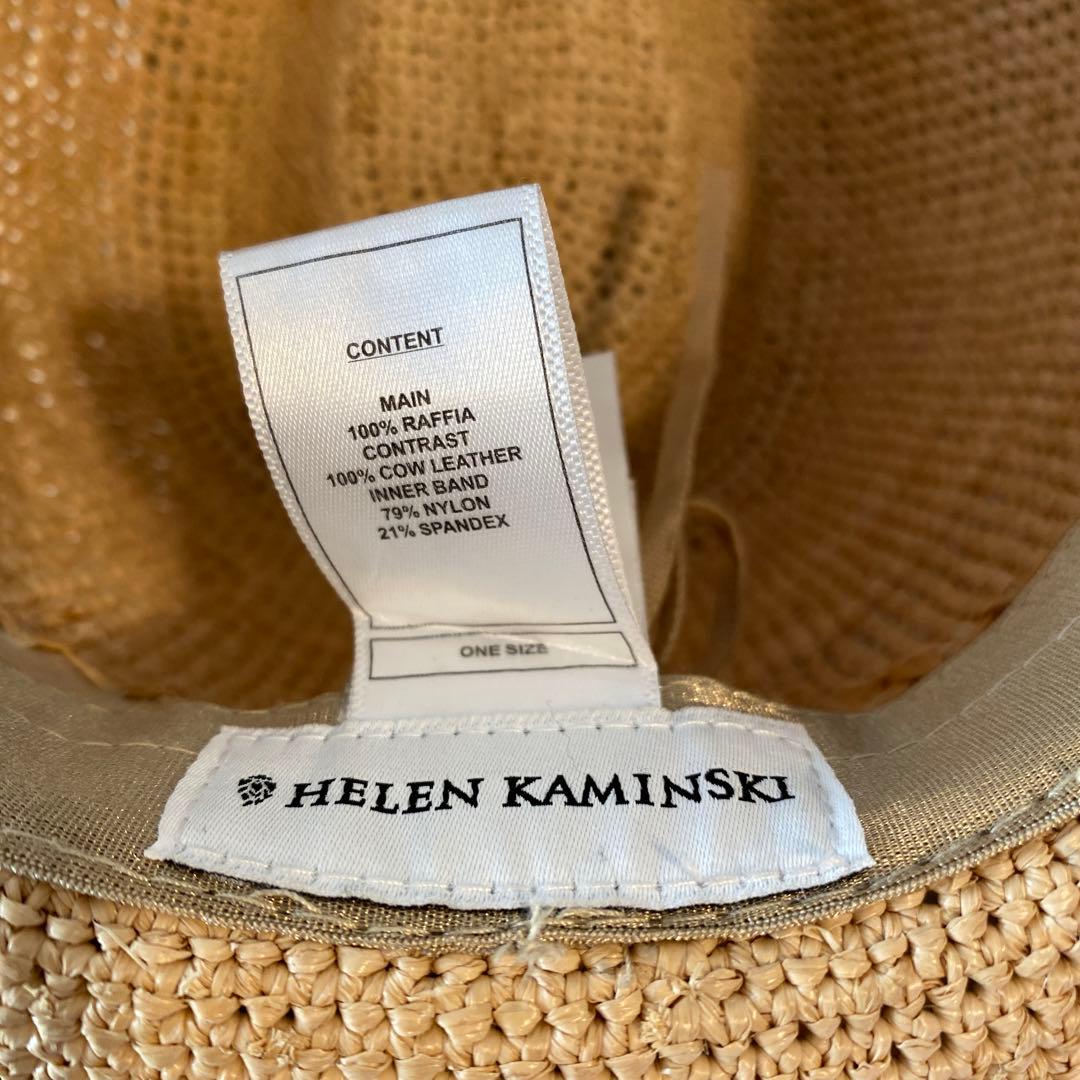 CONTENT
MAIN
100% RAFFIA
CONTRAST
100% COW LEATHER
INNER BAND
79% NYLON
21% SPANDEX
ONE SIZE
HELEN KAMINSKI